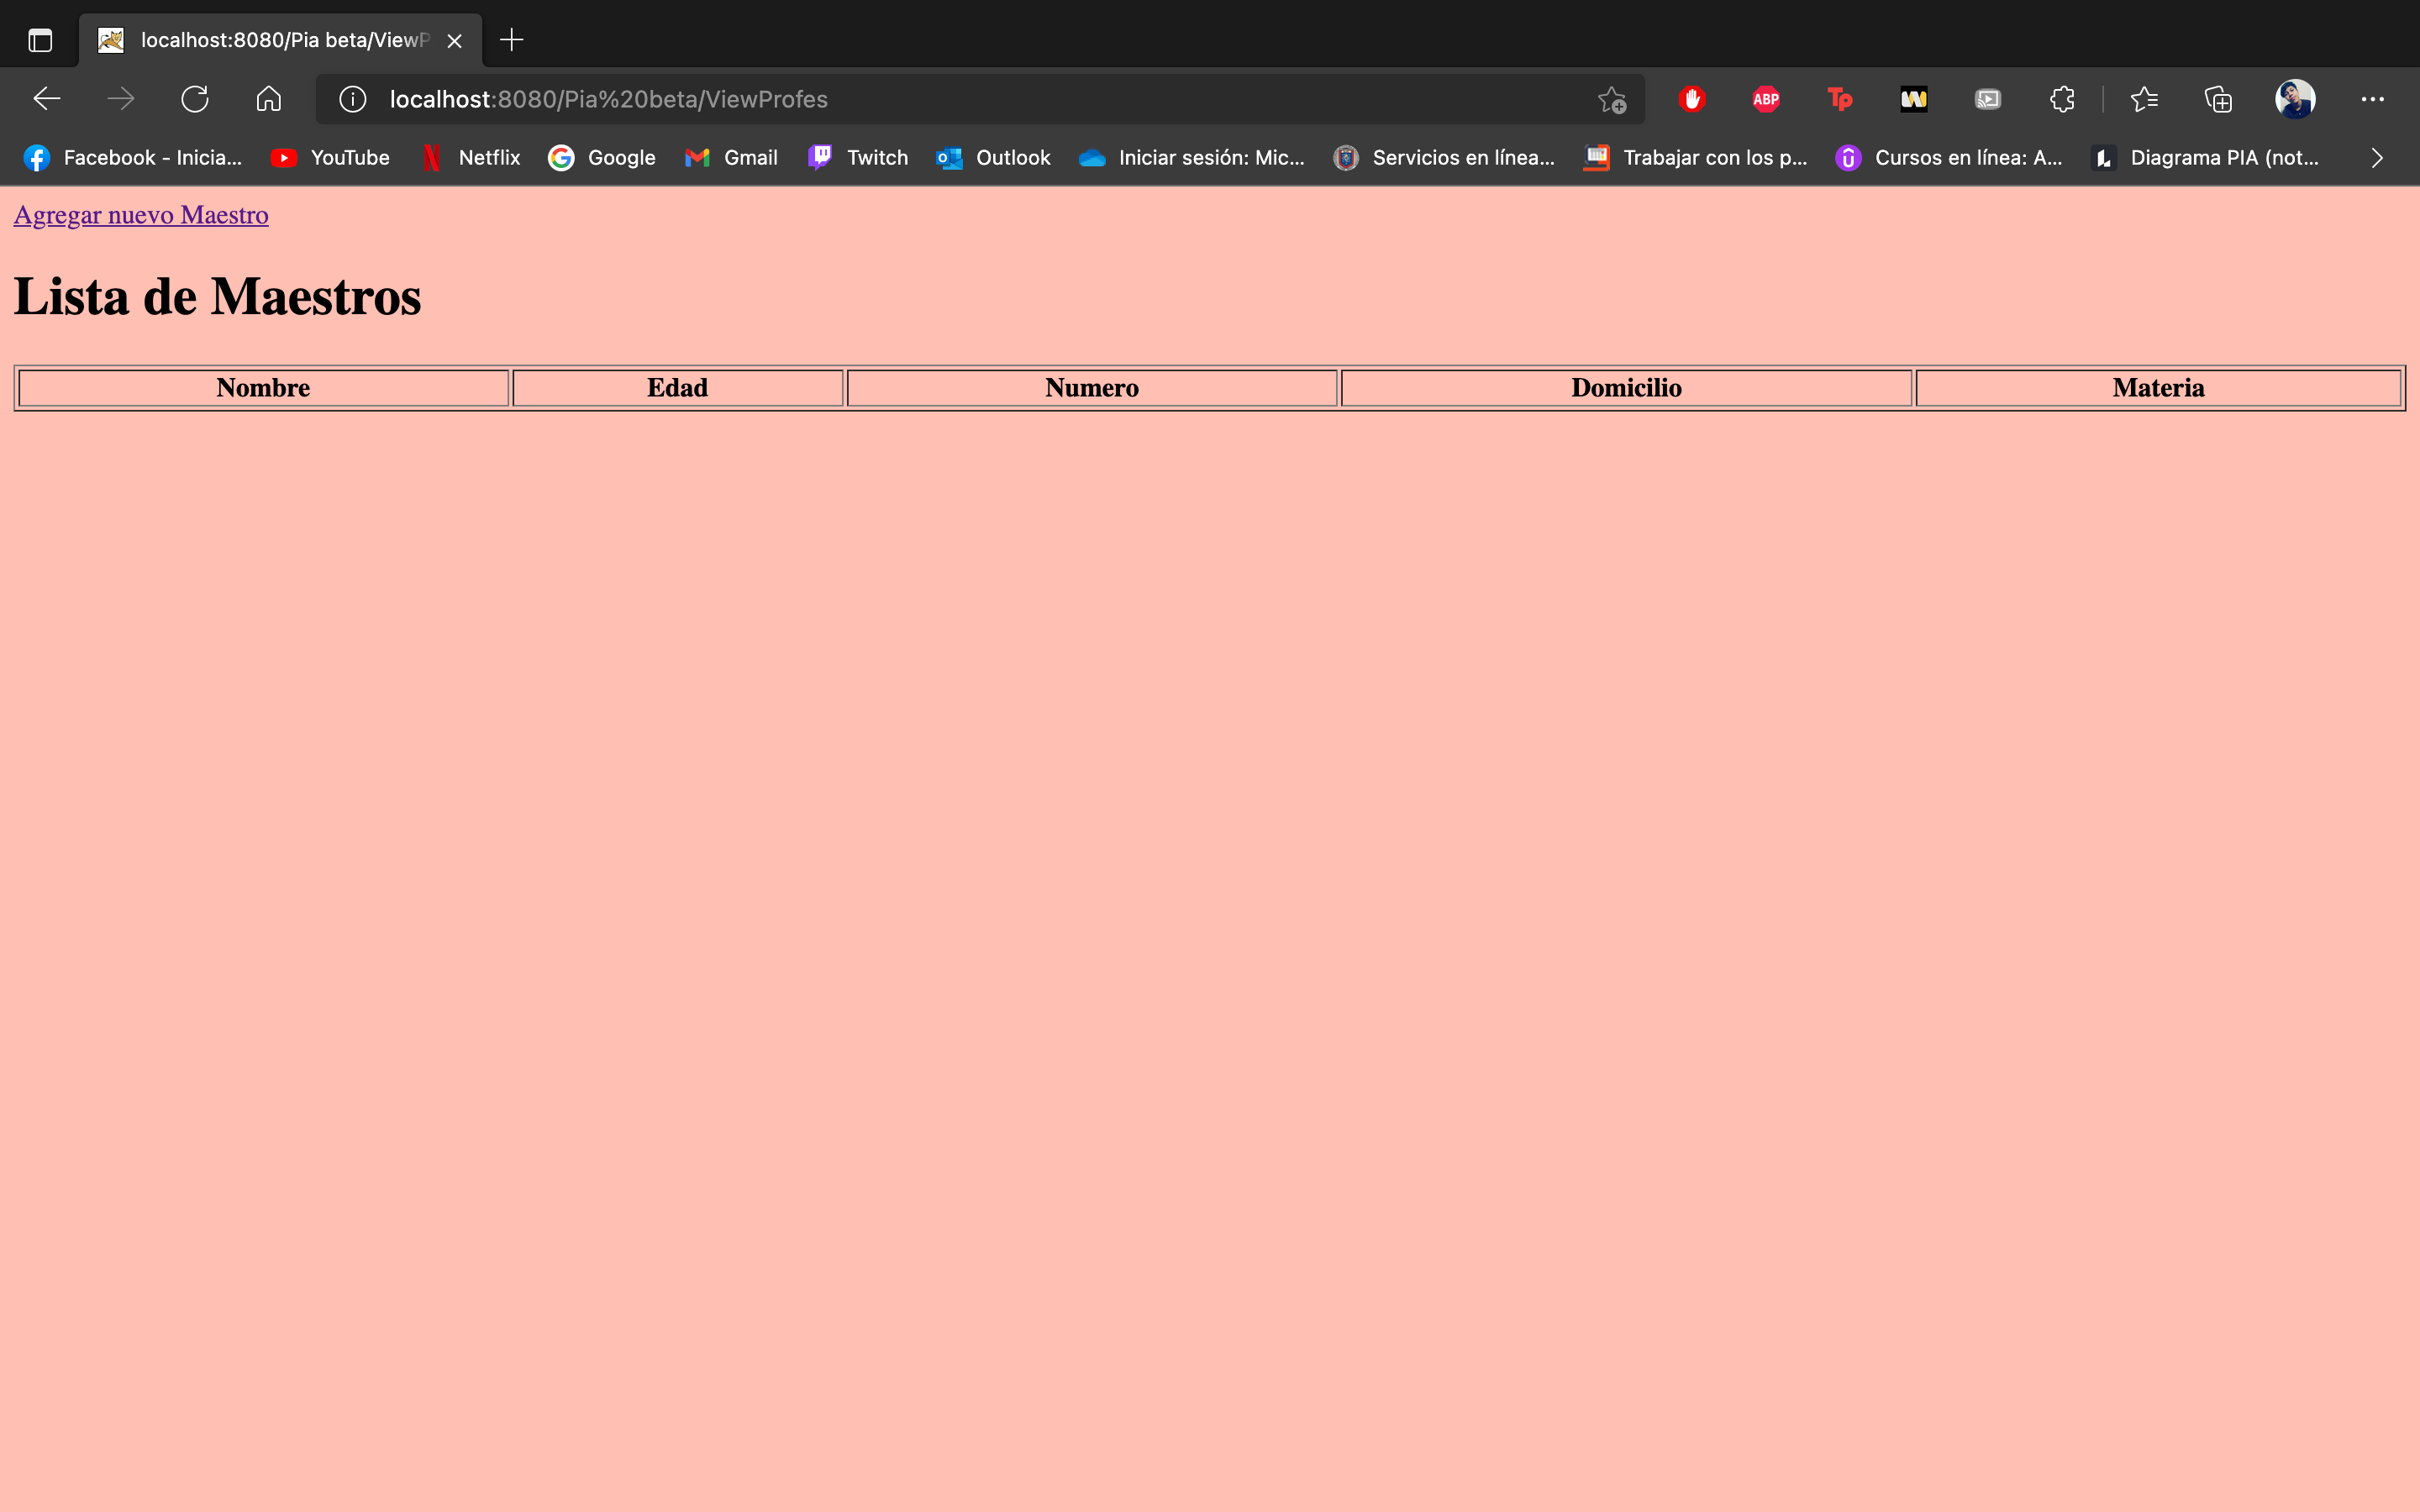 localhost:8080/Pia beta/ViewP
localhost:8080/Pia%20beta/ViewProfes
ABP
Tp
Facebook - Inicia... YouTube Netflix Google Gmail Twitch Outlook Iniciar sesión: Mic... Servicios en línea... Trabajar con los p... Cursos en línea: A... Diagrama PIA (not...
Agregar nuevo Maestro
Lista de Maestros
Nombre Edad Numero Domicilio Materia